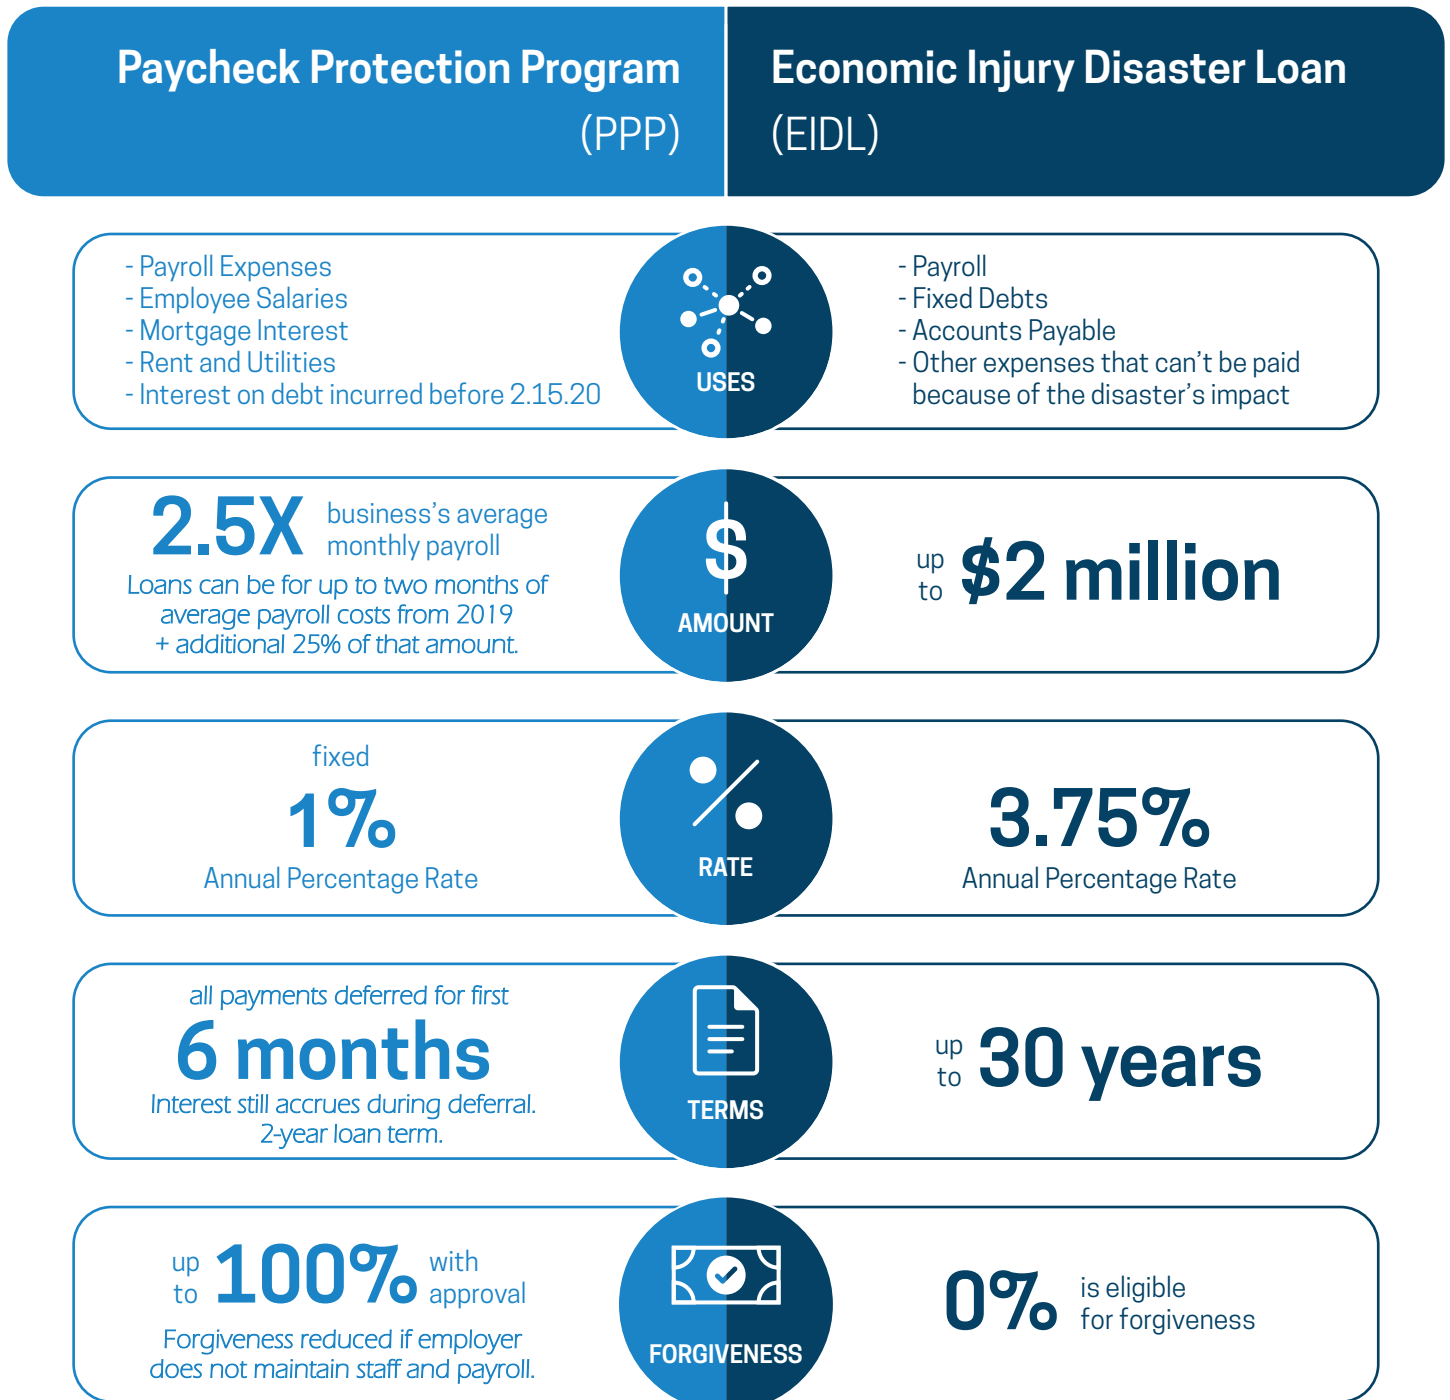 Paycheck Protection Program
(PPP)
Economic Injury Disaster Loan
(EIDL)
- Payroll Expenses
- Employee Salaries
- Mortgage Interest
- Rent and Utilities
- Interest on debt incurred before 2.15.20
USES
- Payroll
- Fixed Debts
- Accounts Payable
- Other expenses that can't be paid
because of the disaster's impact
2.5X business's average
monthly payroll
Loans can be for up to two months of
average payroll costs from 2019
+ additional 25% of that amount.
$
AMOUNT
up
to $2 million
fixed
1%
Annual Percentage Rate
%
RATE
3.75%
Annual Percentage Rate
all payments deferred for first
6 months
Interest still accrues during deferral.
2-year loan term.
TERMS
up
to 30 years
up
to 100% with
approval
Forgiveness reduced if employer
does not maintain staff and payroll.
FORGIVENESS
0% is eligible
for forgiveness